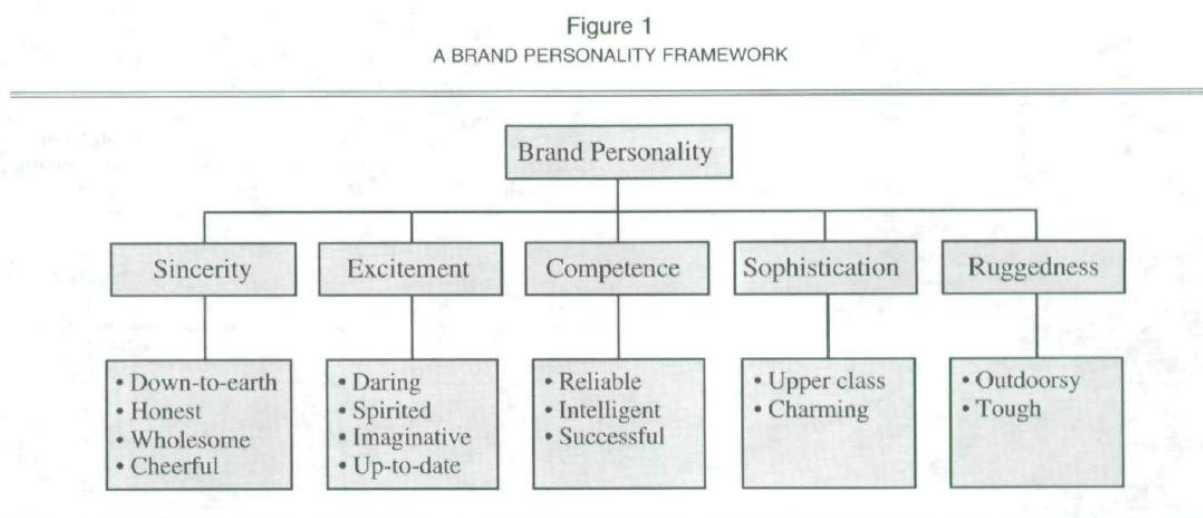 Figure 1
A BRAND PERSONALITY FRAMEWORK
Brand Personality
Sincerity
Excitement
Competence
Sophistication
Ruggedness
• Down-to-earth
• Honest
• Wholesome
• Cheerful
• Daring
• Spirited
• Imaginative
• Up-to-date
• Reliable
• Intelligent
• Successful
• Upper class
• Charming
• Outdoorsy
• Tough